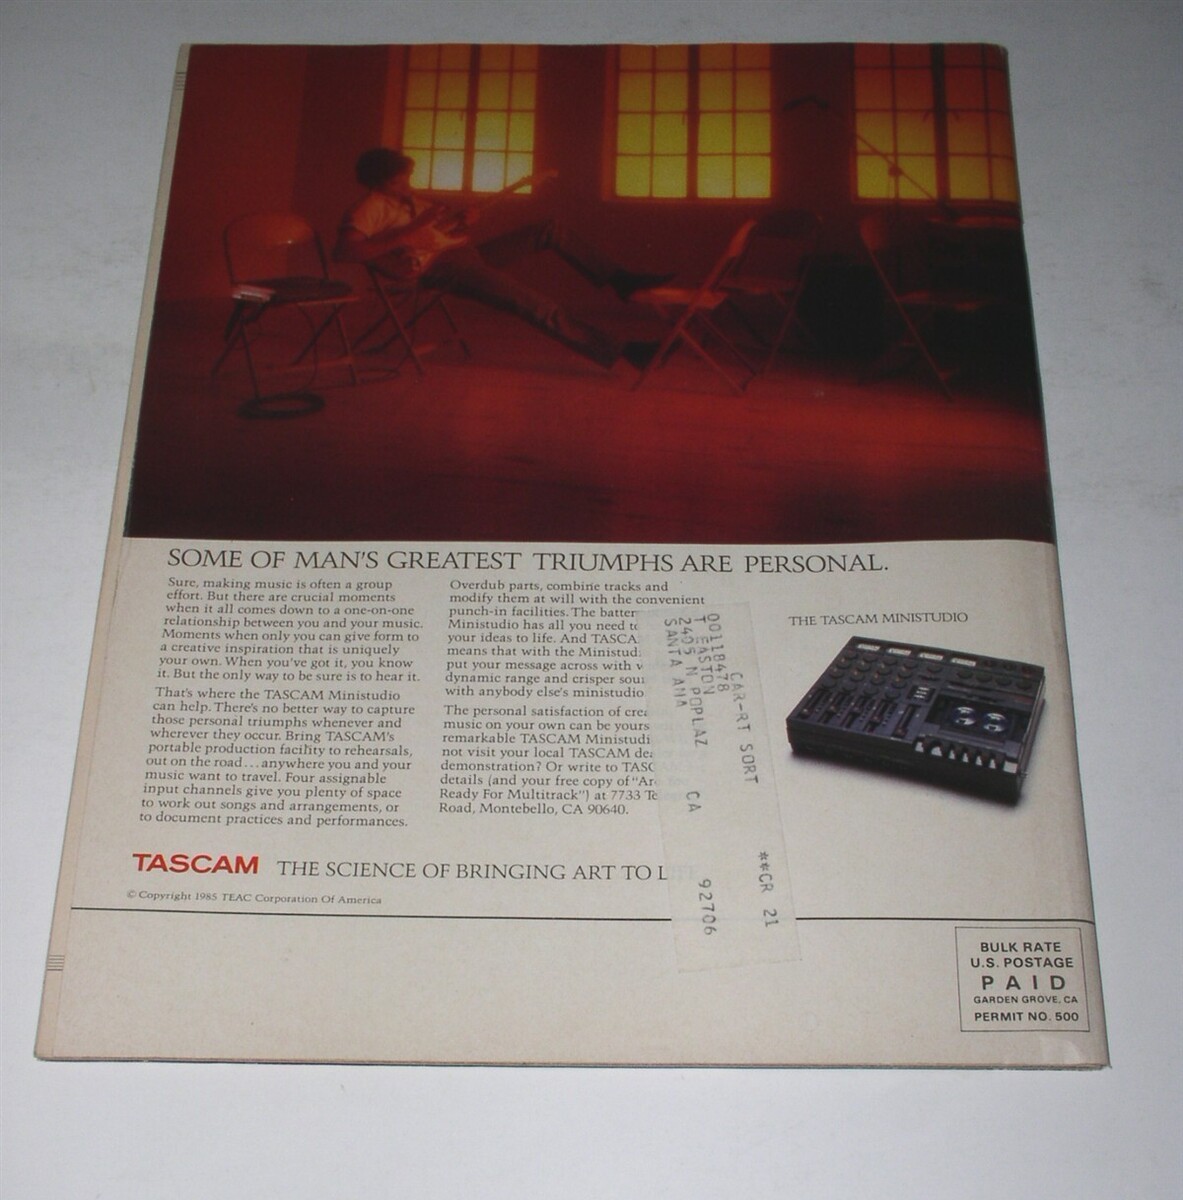 SOME OF MAN'S GREATEST TRIUMPHS ARE PERSONAL.
Sure, making music is often a group
effort. But there are crucial moments
when it all comes down to a one-on-one
relationship between you and your music.
Moments when only you can give form to
a creative inspiration that is uniquely
your own. When you've got it, you know
it. But the only way to be sure is to hear it.
That's where the TASCAM Ministudio
can help. There's no better way to capture
those personal triumphs whenever and
wherever they occur. Bring TASCAM's
portable production facility to rehearsals,
out on the road...anywhere you and your
music want to travel. Four assignable
input channels give you plenty of space
to work out songs and arrangements, or
to document practices and performances.
Overdub parts, combine tracks and
modify them at will with the convenient
punch-in facilities. The batter
Ministudio has all you need to
your ideas to life. And TASCA
means that with the Ministud
put your message across with
dynamic range and crisper sou
with anybody else's ministudio
The personal satisfaction of crea
music on your own can be yours
remarkable TASCAM Ministudi
not visit your local TASCAM de
demonstration? Or write to TASC
details (and your free copy of "Are You
Ready For Multitrack") at 7733 Te
Road, Montebello, CA 90640.
THE TASCAM MINISTUDIO
CAR-RT SORT **CR 21
00118478
T EASTON
2405 N POPLAZ
SANTA ANA CA 92706
TASCAM THE SCIENCE OF BRINGING ART TO LIFE
© Copyright 1985 TEAC Corporation Of America
BULK RATE
U.S. POSTAGE
PAID
GARDEN GROVE, CA
PERMIT NO. 500